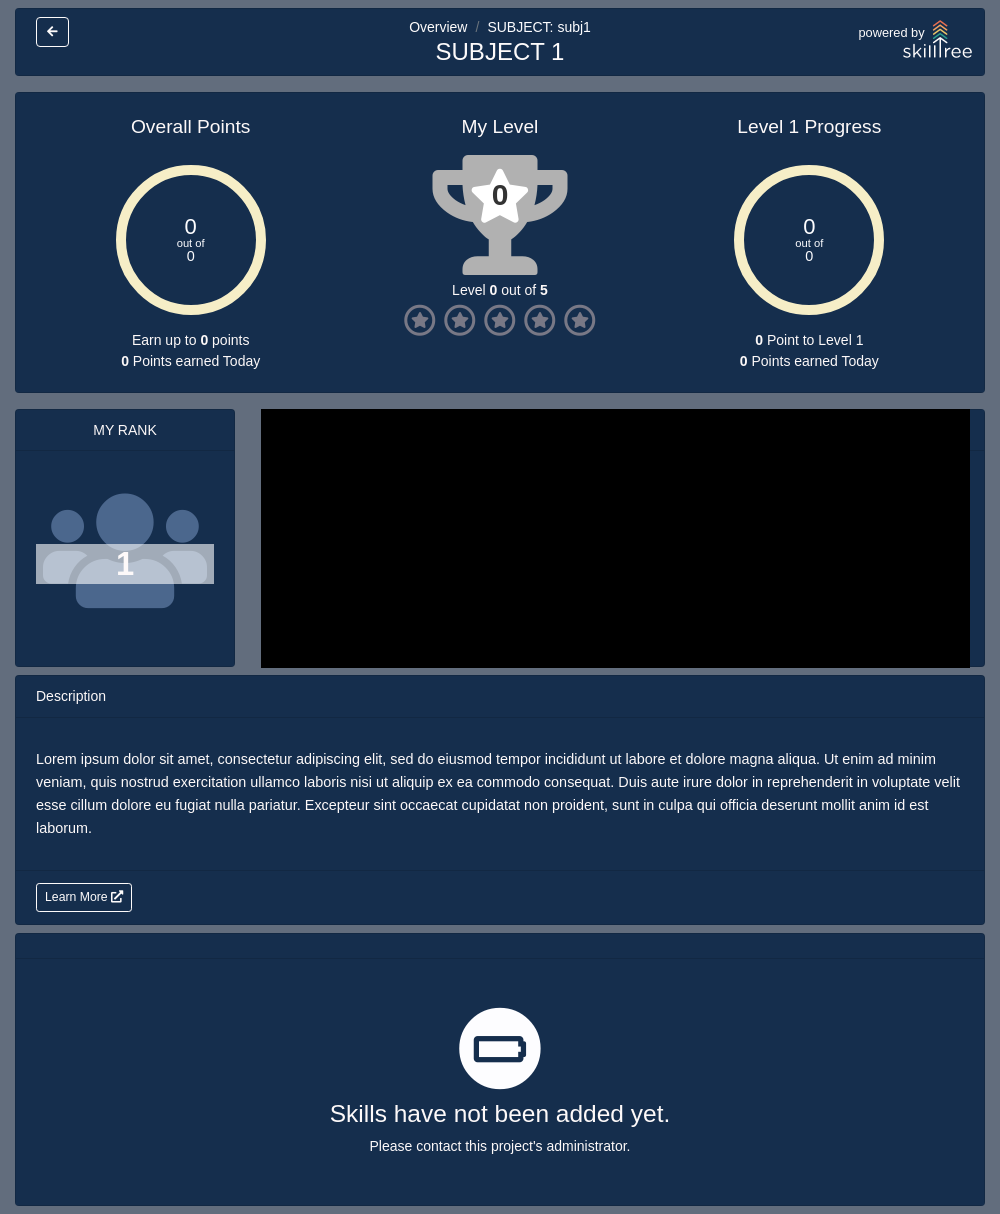 Overview / SUBJECT: subj1
SUBJECT 1
powered by
skilltree
Overall Points
0
out of
0
Earn up to 0 points
0 Points earned Today
My Level
0
Level 0 out of 5
Level 1 Progress
0
out of
0
0 Point to Level 1
0 Points earned Today
MY RANK
1
Description
Lorem ipsum dolor sit amet, consectetur adipiscing elit, sed do eiusmod tempor incididunt ut labore et dolore magna aliqua. Ut enim ad minim
veniam, quis nostrud exercitation ullamco laboris nisi ut aliquip ex ea commodo consequat. Duis aute irure dolor in reprehenderit in voluptate velit
esse cillum dolore eu fugiat nulla pariatur. Excepteur sint occaecat cupidatat non proident, sunt in culpa qui officia deserunt mollit anim id est
laborum.
Learn More
Skills have not been added yet.
Please contact this project's administrator.